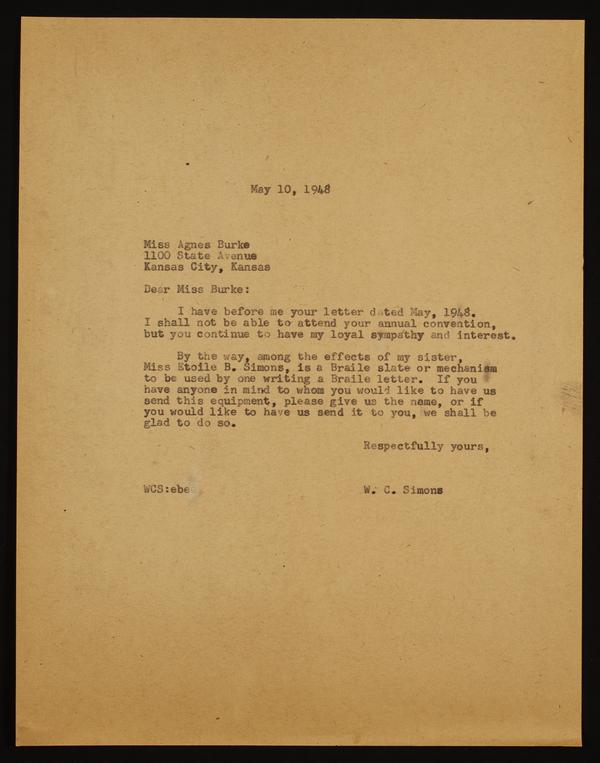 May 10, 1948
Miss Agnes Burke
1100 State Avenue
Kansas City, Kansas
Dear Miss Burke:
I have before me your letter dated May, 1948.
I shall not be able to attend your annual convention,
but you continue to have my loyal sympathy and interest.
By the way, among the effects of my sister,
Miss Etoile B. Simons, is a Braile slate or mechanism
to be used by one writing a Braile letter. If you
have anyone in mind to whom you would like to have us
send this equipment, please give us the name, or if
you would like to have us send it to you, we shall be
glad to do so.
Respectfully yours,
WCS:ebe W. C. Simons